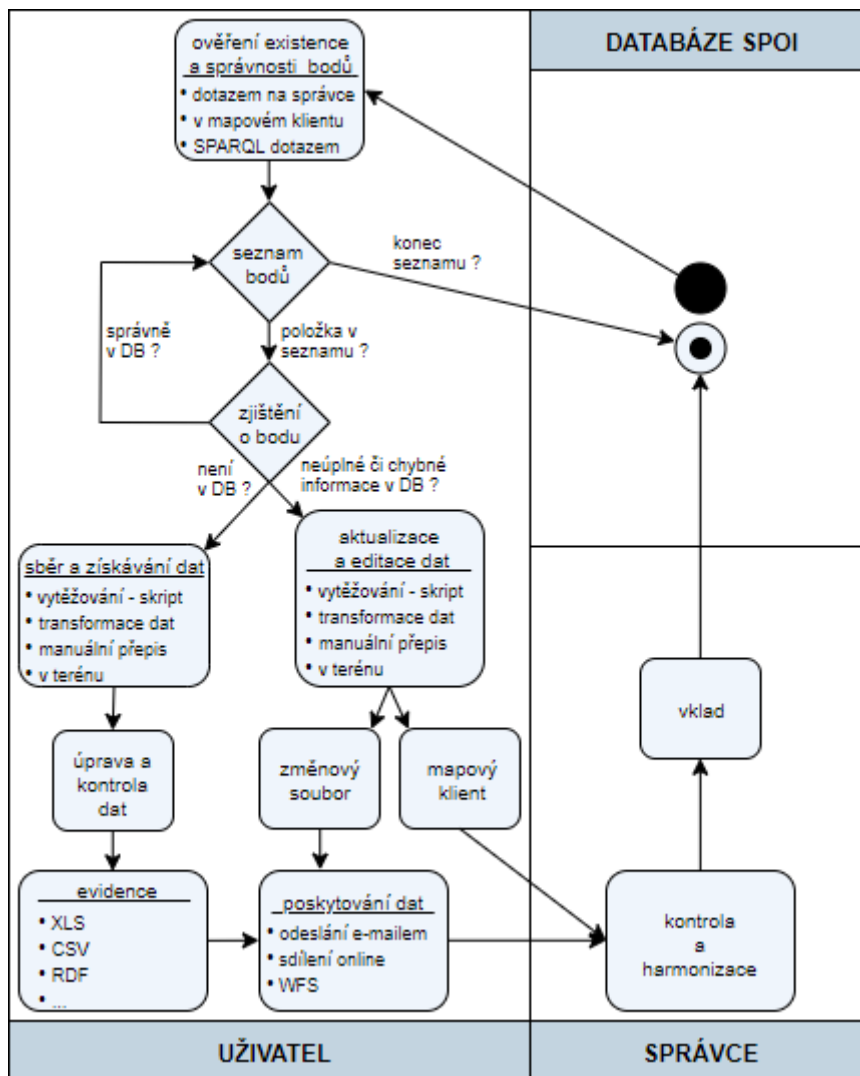 ověření existence
a správnosti bodů
• dotazem na správce
• v mapovém klientu
• SPARQL dotazem
DATABÁZE SPOI
seznam
bodů
konec
seznamu ?
správně
v DB ?
položka v
seznamu ?
zjištění
o bodu
není
v DB ?
neúplné či chybné
informace v DB ?
sběr a získávání dat
• vytěžování - skript
• transformace dat
• manuální přepis
• v terénu
aktualizace
a editace dat
• vytěžování - skript
• transformace dat
• manuální přepis
• v terénu
úprava a
kontrola
dat
změnový
soubor
mapový
klient
vklad
evidence
• XLS
• CSV
• RDF
• ...
poskytování dat
• odeslání e-mailem
• sdílení online
• WFS
kontrola
a
harmonizace
UŽIVATEL
SPRÁVCE